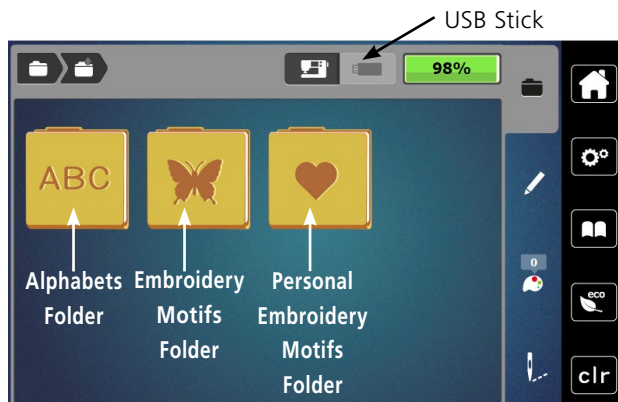 USB Stick
98%
ABC
Alphabets
Folder
Embroidery
Motifs
Folder
Personal
Embroidery
Motifs
Folder
0
eco
clr